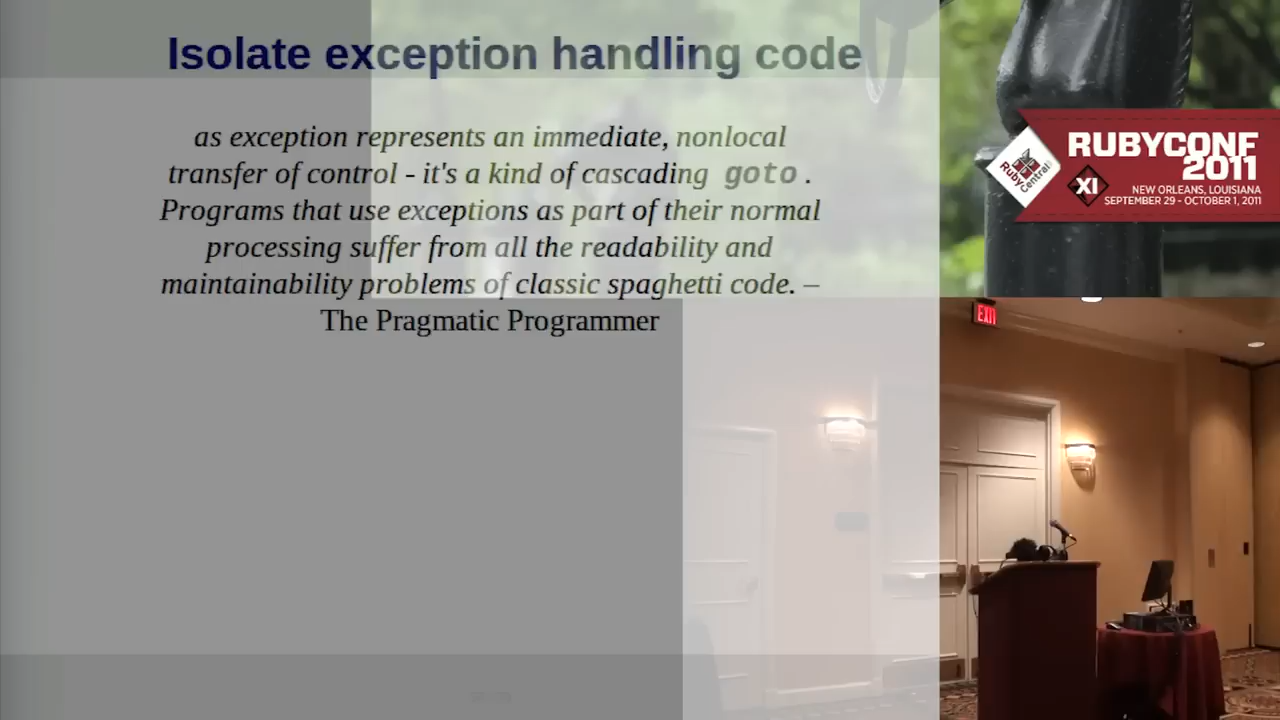 Isolate exception handling code
as exception represents an immediate, nonlocal
transfer of control - it's a kind of cascading goto .
Programs that use exceptions as part of their normal
processing suffer from all the readability and
maintainability problems of classic spaghetti code. –
The Pragmatic Programmer
RUBYCONF
2011
RubyCentral
XI
NEW ORLEANS, LOUISIANA
SEPTEMBER 29 - OCTOBER 1, 2011
EXIT